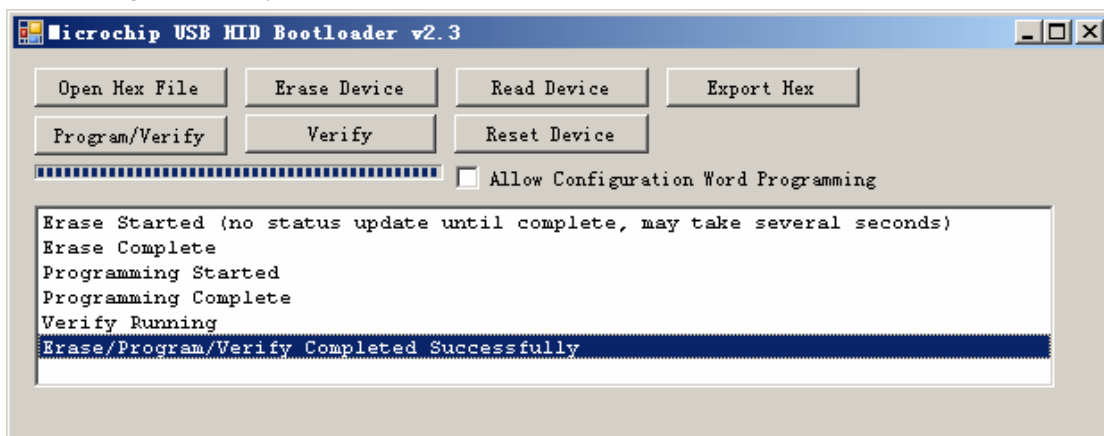 Microchip USB HID Bootloader v2.3
Open Hex File Erase Device Read Device Export Hex
Program/Verify Verify Reset Device
Allow Configuration Word Programming
Erase Started (no status update until complete, may take several seconds)
Erase Complete
Programming Started
Programming Complete
Verify Running
Erase/Program/Verify Completed Successfully